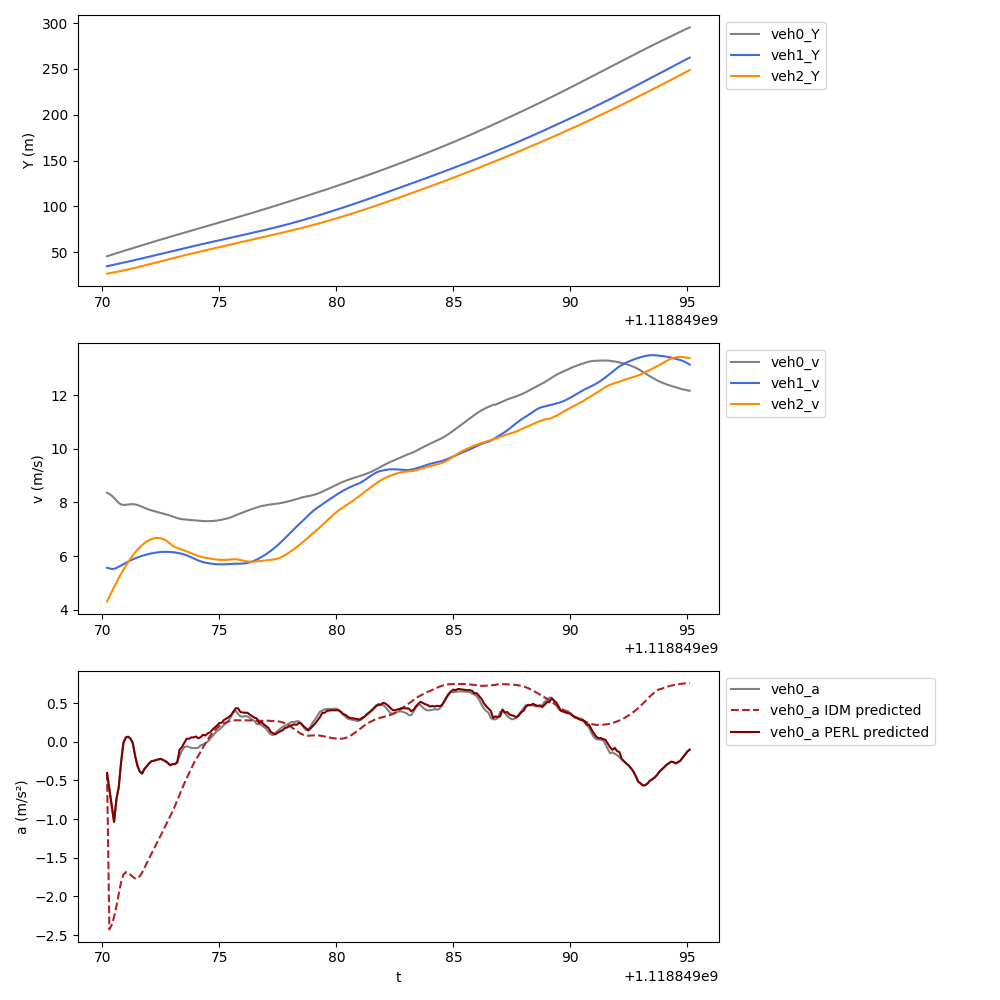 300
250
200
150
100
50
Y (m)
70 75 80 85 90 95
+1.118849e9
veh0_Y
veh1_Y
veh2_Y
12
10
8
6
4
v (m/s)
70 75 80 85 90 95
+1.118849e9
veh0_v
veh1_v
veh2_v
0.5
0.0
−0.5
−1.0
−1.5
−2.0
−2.5
a (m/s²)
70 75 80 85 90 95
t
+1.118849e9
veh0_a
veh0_a IDM predicted
veh0_a PERL predicted